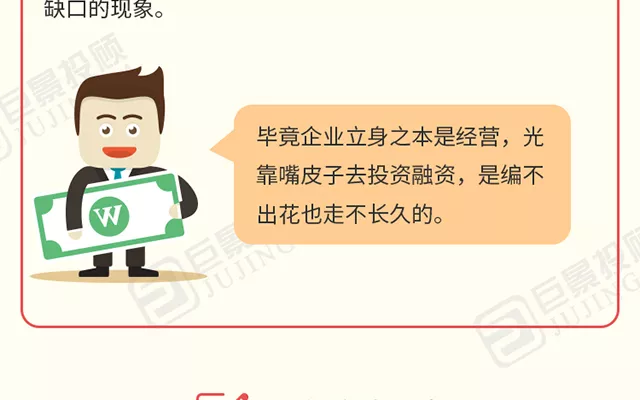 缺口的现象。
毕竟企业立身之本是经营，光
靠嘴皮子去投资融资，是编不
出花也走不长久的。
W
巨景投顾
JUJING
巨景投顾
JUJING
巨景投顾
JUJING